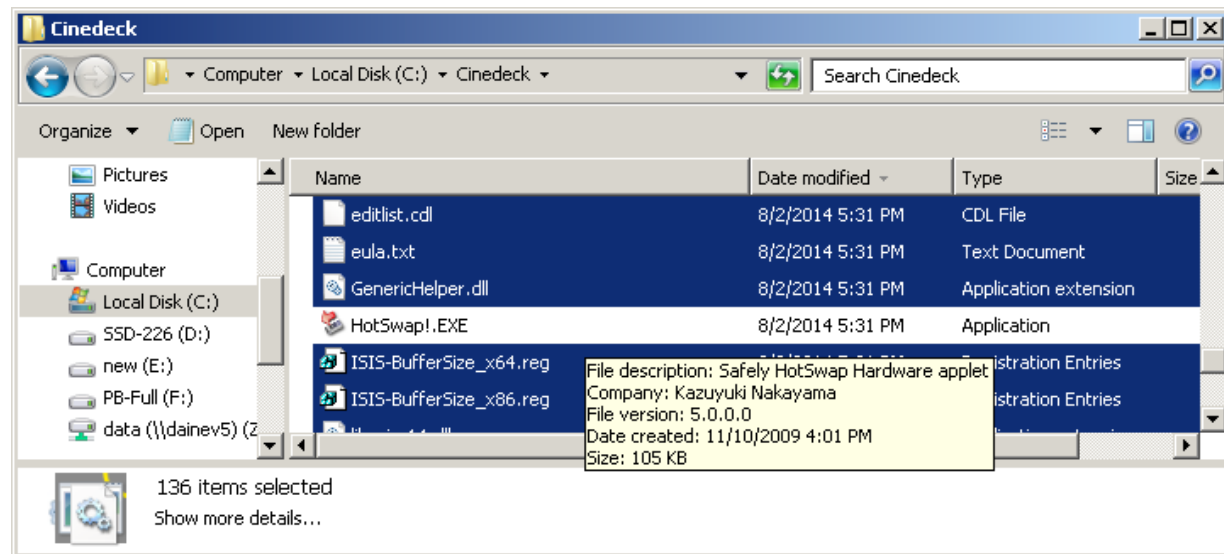 Cinedeck
Computer Local Disk (C:) Cinedeck
Search Cinedeck
Organize Open New folder
Pictures
Videos
Computer
Local Disk (C:)
SSD-226 (D:)
new (E:)
PB-Full (F:)
data (\\dainev5) (Z
Name Date modified Type Size
editlist.cdl 8/2/2014 5:31 PM CDL File
eula.txt 8/2/2014 5:31 PM Text Document
GenericHelper.dll 8/2/2014 5:31 PM Application extension
HotSwap!.EXE 8/2/2014 5:31 PM Application
ISIS-BufferSize_x64.reg istration Entries
ISIS-BufferSize_x86.reg istration Entries
File description: Safely HotSwap Hardware applet
Company: Kazuyuki Nakayama
File version: 5.0.0.0
Date created: 11/10/2009 4:01 PM
Size: 105 KB
136 items selected
Show more details...